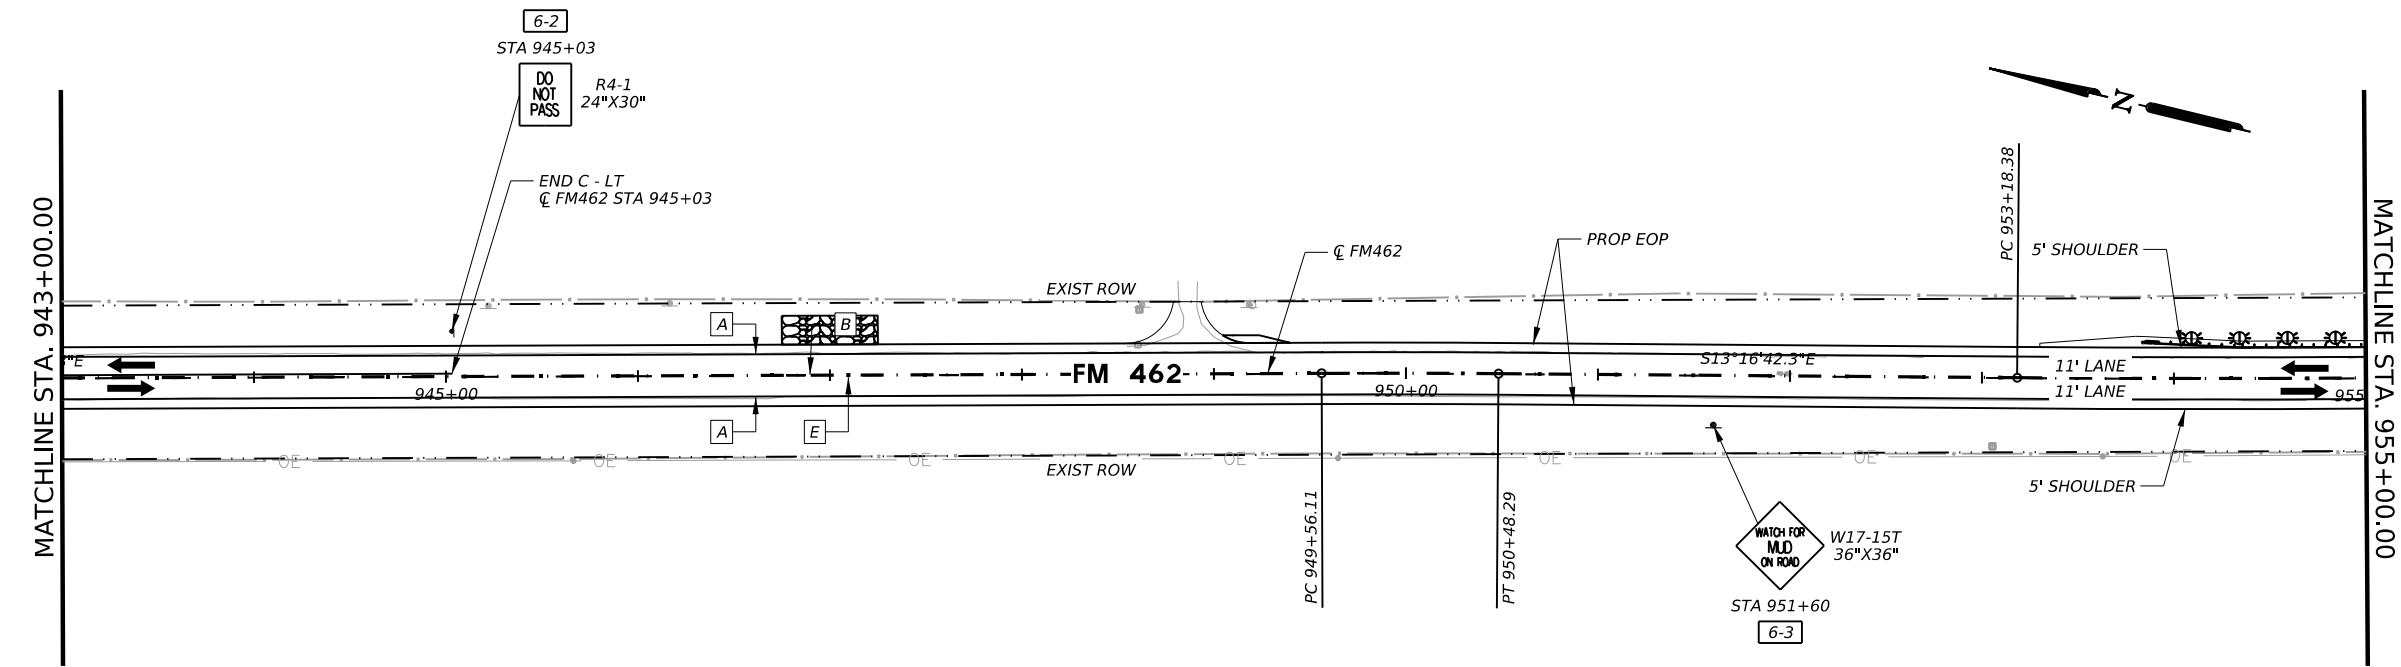 6-2
STA 945+03
DO
NOT
PASS
R4-1
24"X30"
END C - LT
℄ FM462 STA 945+03
MATCHLINE STA. 943+00.00
N
PC 953+18.38
5' SHOULDER
MATCHLINE STA. 955+00.00
℄ FM462
PROP EOP
EXIST ROW
A
B
"E
FM 462
S13°16'42.3"E
11' LANE
945+00
950+00
11' LANE
955
A
E
OE
OE
OE
OE
OE
OE
OE
EXIST ROW
5' SHOULDER
PC 949+56.11
PT 950+48.29
WATCH FOR
MUD
ON ROAD
W17-15T
36"X36"
STA 951+60
6-3